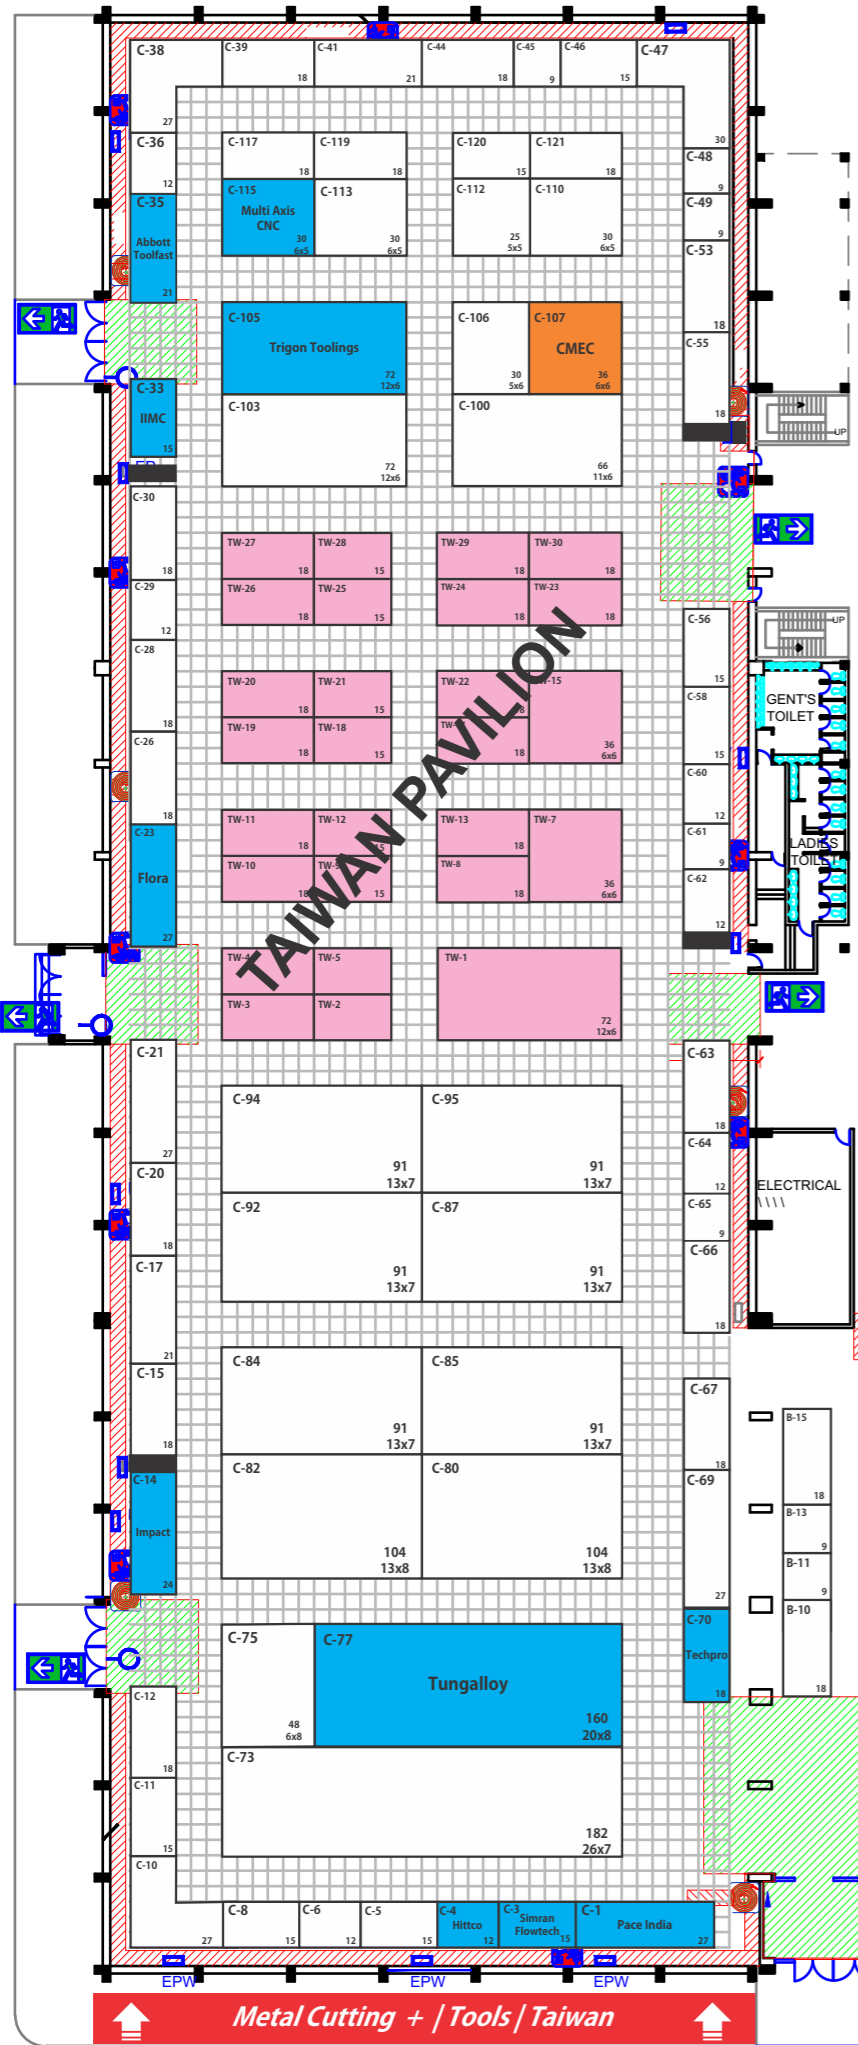 C-38
27
C-39
18
C-41
21
C-44
18
C-45
9
C-46
15
C-47
30
C-36
12
C-117
18
C-119
18
C-120
15
C-121
18
C-48
9
C-35
Abbott
Toolfast
21
C-115
Multi Axis
CNC
30
6x5
C-113
30
6x5
C-112
25
5x5
C-110
30
6x5
C-49
9
C-53
18
C-105
Trigon Toolings
72
12x6
C-106
30
5x6
C-107
CMEC
36
6x6
C-55
18
C-33
IIMC
15
C-103
72
12x6
C-100
66
11x6
UP
C-30
18
TW-27
18
TW-28
15
TW-29
18
TW-30
18
C-29
12
TW-26
18
TW-25
15
TW-24
18
TW-23
18
C-56
15
UP
C-28
18
TW-20
18
TW-21
15
TW-22
18
TW-15
36
6x6
C-58
15
GENT'S
TOILET
C-26
18
TW-19
18
TW-18
15
18
C-60
12
TAIWAN PAVILION
C-23
Flora
27
TW-11
18
TW-12
15
TW-13
18
TW-7
36
6x6
C-61
9
LADIES
TOILET
TW-10
18
15
TW-8
18
C-62
12
TW-4
TW-5
TW-1
72
12x6
TW-3
TW-2
C-21
27
C-63
18
C-94
91
13x7
C-95
91
13x7
C-64
12
C-20
18
C-92
91
13x7
C-87
91
13x7
C-65
9
ELECTRICAL
C-66
18
C-17
21
C-84
91
13x7
C-85
91
13x7
C-15
18
C-67
18
B-15
18
C-82
104
13x8
C-80
104
13x8
C-69
27
C-14
Impact
24
B-13
9
B-11
9
B-10
18
C-75
48
6x8
C-77
Tungalloy
160
20x8
C-70
Techpro
18
C-12
18
C-73
182
26x7
C-11
15
C-10
27
C-8
15
C-6
12
C-5
15
C-4
Hittco
12
C-3
Simran
Flowtech
15
C-1
Pace India
27
EPW
EPW
EPW
Metal Cutting + / Tools / Taiwan